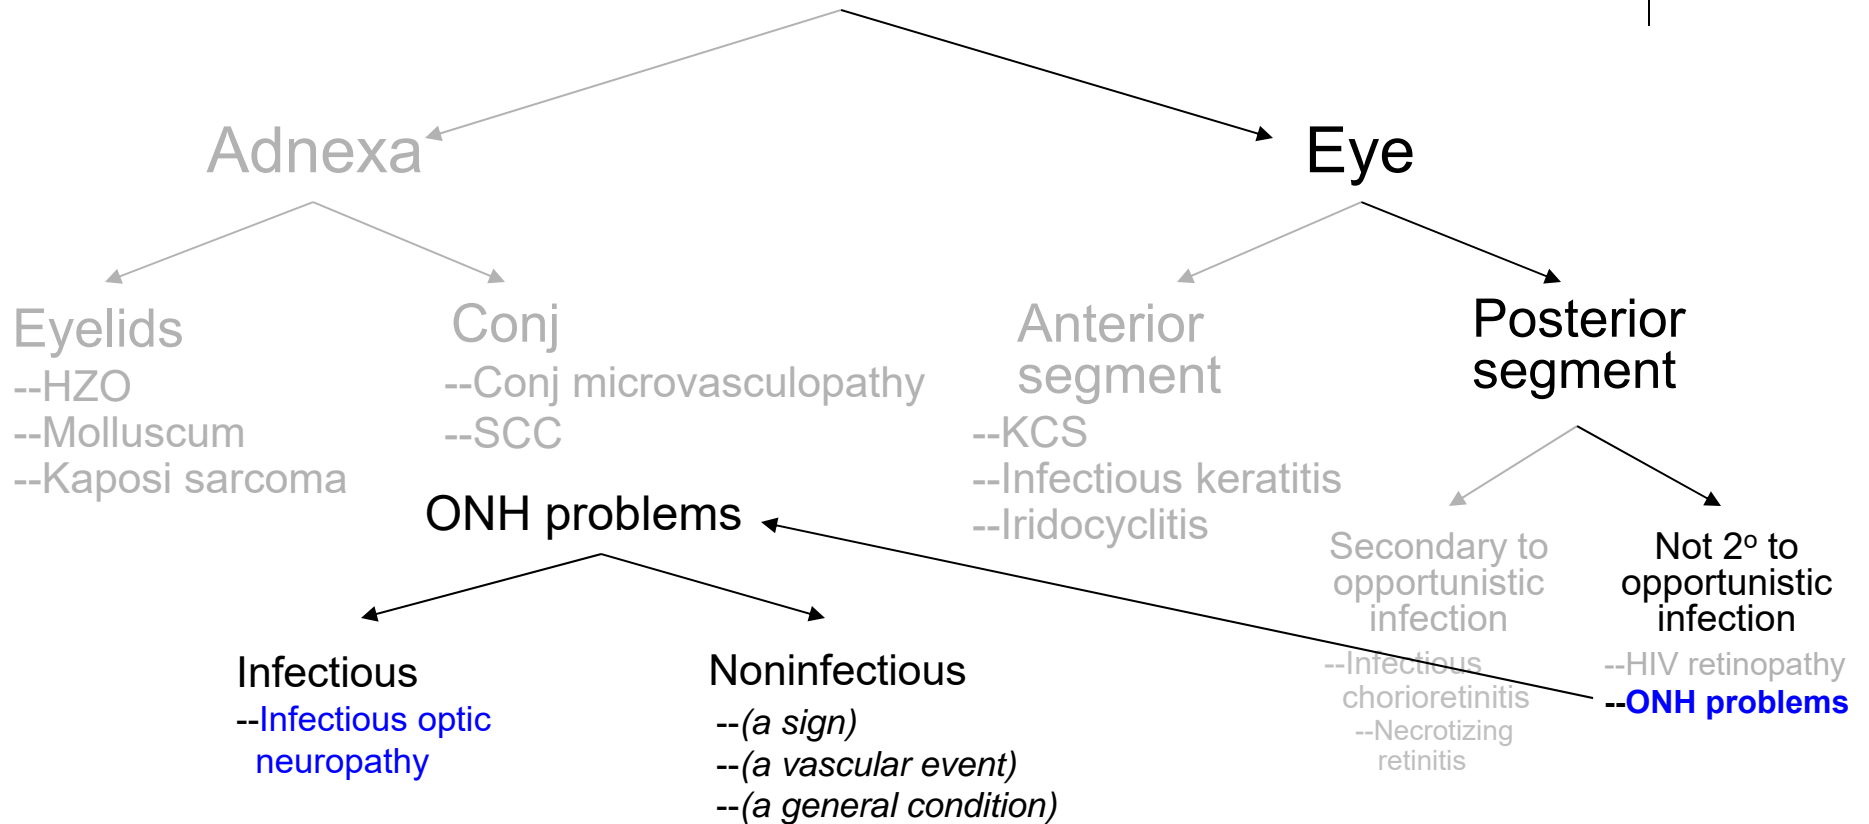 Adnexa
Eye
Eyelids
--HZO
--Molluscum
--Kaposi sarcoma
Conj
--Conj microvasculopathy
--SCC
Anterior
segment
--KCS
--Infectious keratitis
--Iridocyclitis
Posterior
segment
Secondary to
opportunistic
infection
--Infectious
chorioretinitis
--Necrotizing
retinitis
Not 2º to
opportunistic
infection
--HIV retinopathy
--ONH problems
ONH problems
Infectious
--Infectious optic
neuropathy
Noninfectious
--(a sign)
--(a vascular event)
--(a general condition)